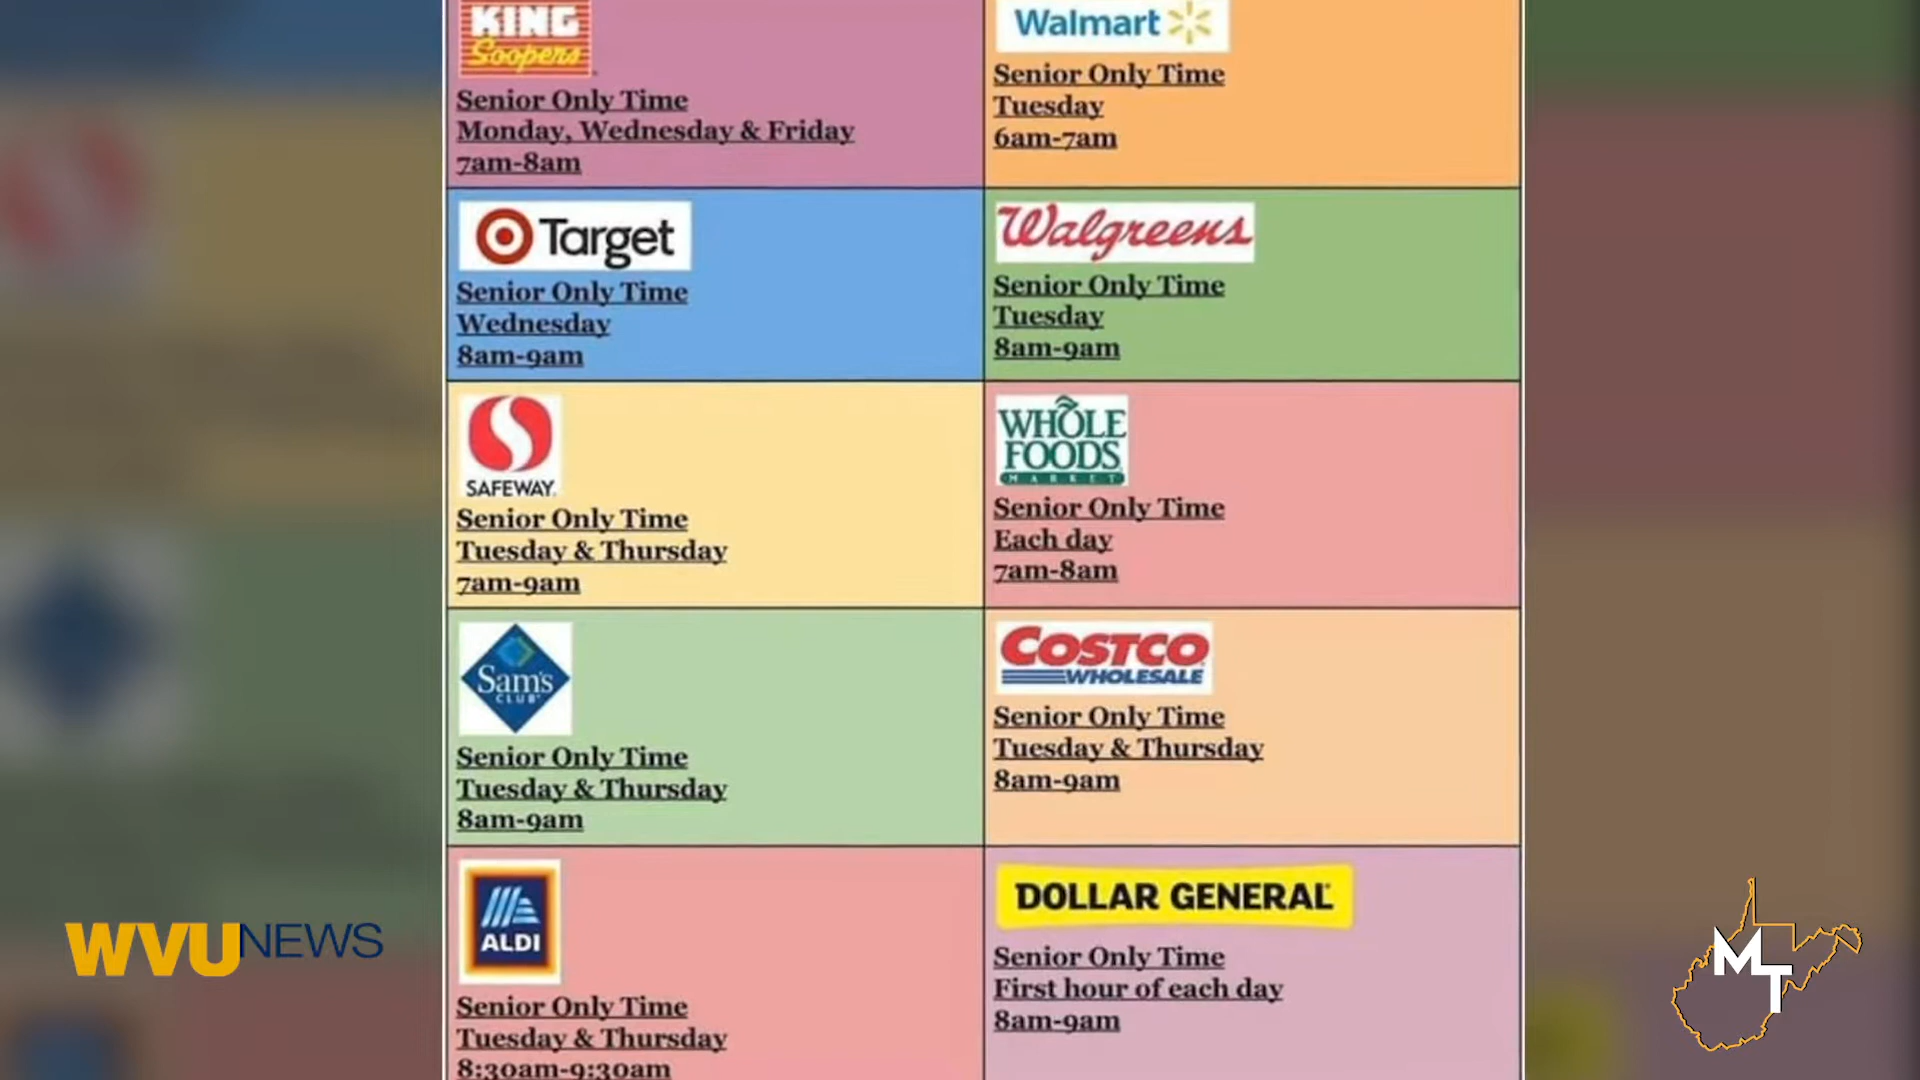 KING
Soopers
Senior Only Time
Monday, Wednesday & Friday
7am-8am
Walmart
Senior Only Time
Tuesday
6am-7am
Target
Senior Only Time
Wednesday
8am-9am
Walgreens
Senior Only Time
Tuesday
8am-9am
SAFEWAY
Senior Only Time
Tuesday & Thursday
7am-9am
WHOLE
FOODS
MARKET
Senior Only Time
Each day
7am-8am
Sam's
CLUB
Senior Only Time
Tuesday & Thursday
8am-9am
COSTCO
WHOLESALE
Senior Only Time
Tuesday & Thursday
8am-9am
ALDI
Senior Only Time
Tuesday & Thursday
8:30am-9:30am
DOLLAR GENERAL
Senior Only Time
First hour of each day
8am-9am
WVUNEWS
MT